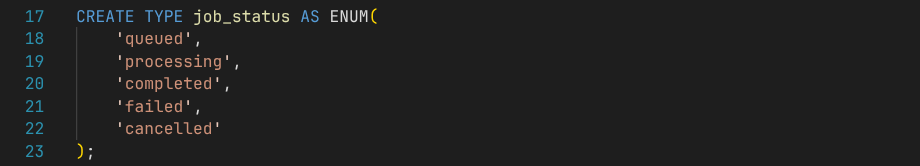 17 CREATE TYPE job_status AS ENUM(
18     'queued',
19     'processing',
20     'completed',
21     'failed',
22     'cancelled'
23 );